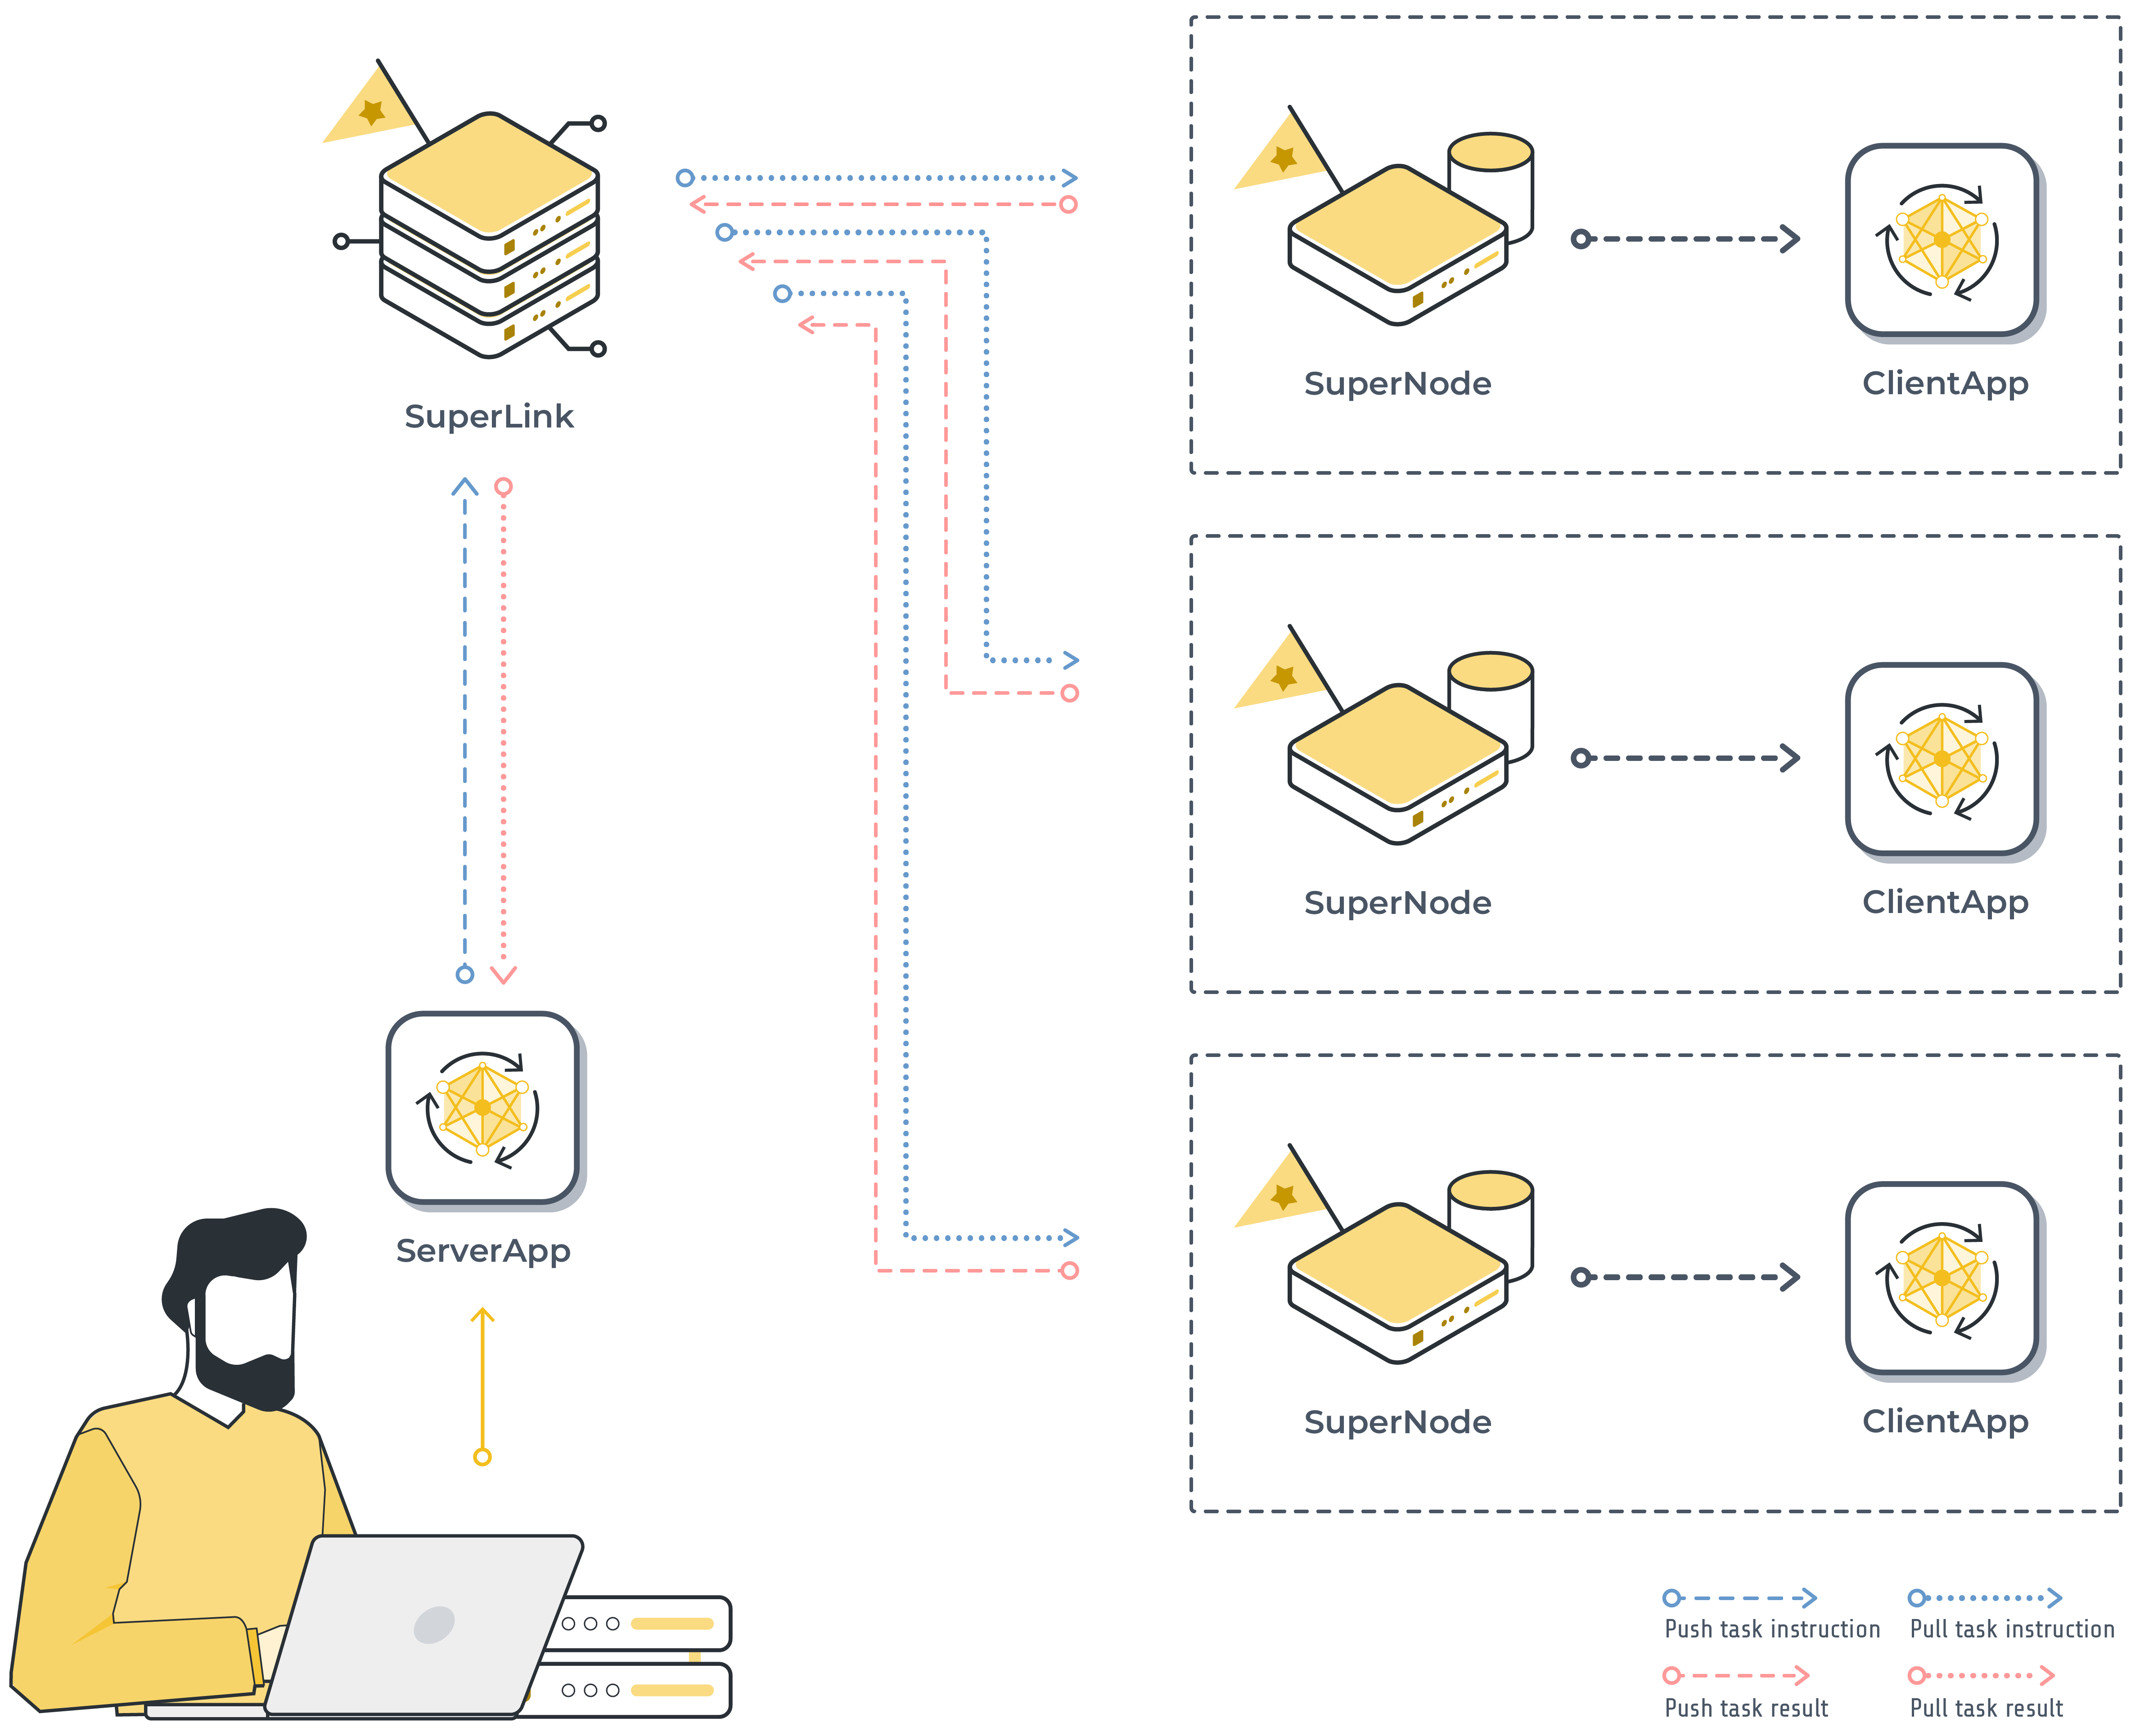 SuperLink
SuperNode
ClientApp
SuperNode
ClientApp
ServerApp
SuperNode
ClientApp
Push task instruction
Pull task instruction
Push task result
Pull task result